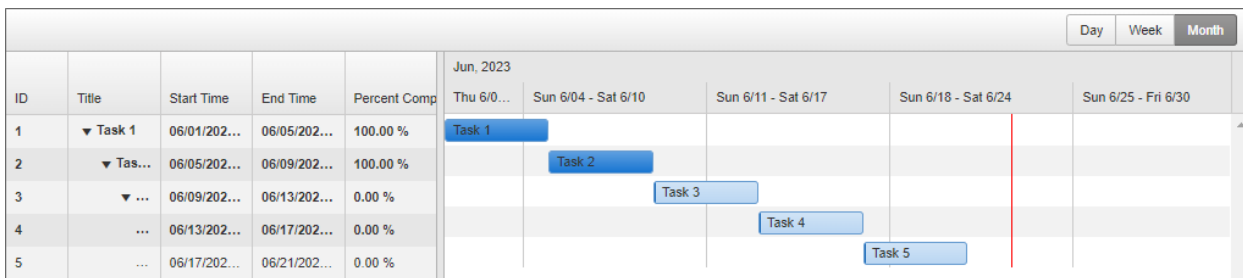 Day Week Month
Jun, 2023
ID Title Start Time End Time Percent Comp Thu 6/0... Sun 6/04 - Sat 6/10 Sun 6/11 - Sat 6/17 Sun 6/18 - Sat 6/24 Sun 6/25 - Fri 6/30
1 Task 1 06/01/202... 06/05/202... 100.00 % Task 1
2 Tas... 06/05/202... 06/09/202... 100.00 % Task 2
3 ... 06/09/202... 06/13/202... 0.00 % Task 3
4 ... 06/13/202... 06/17/202... 0.00 % Task 4
5 ... 06/17/202... 06/21/202... 0.00 % Task 5